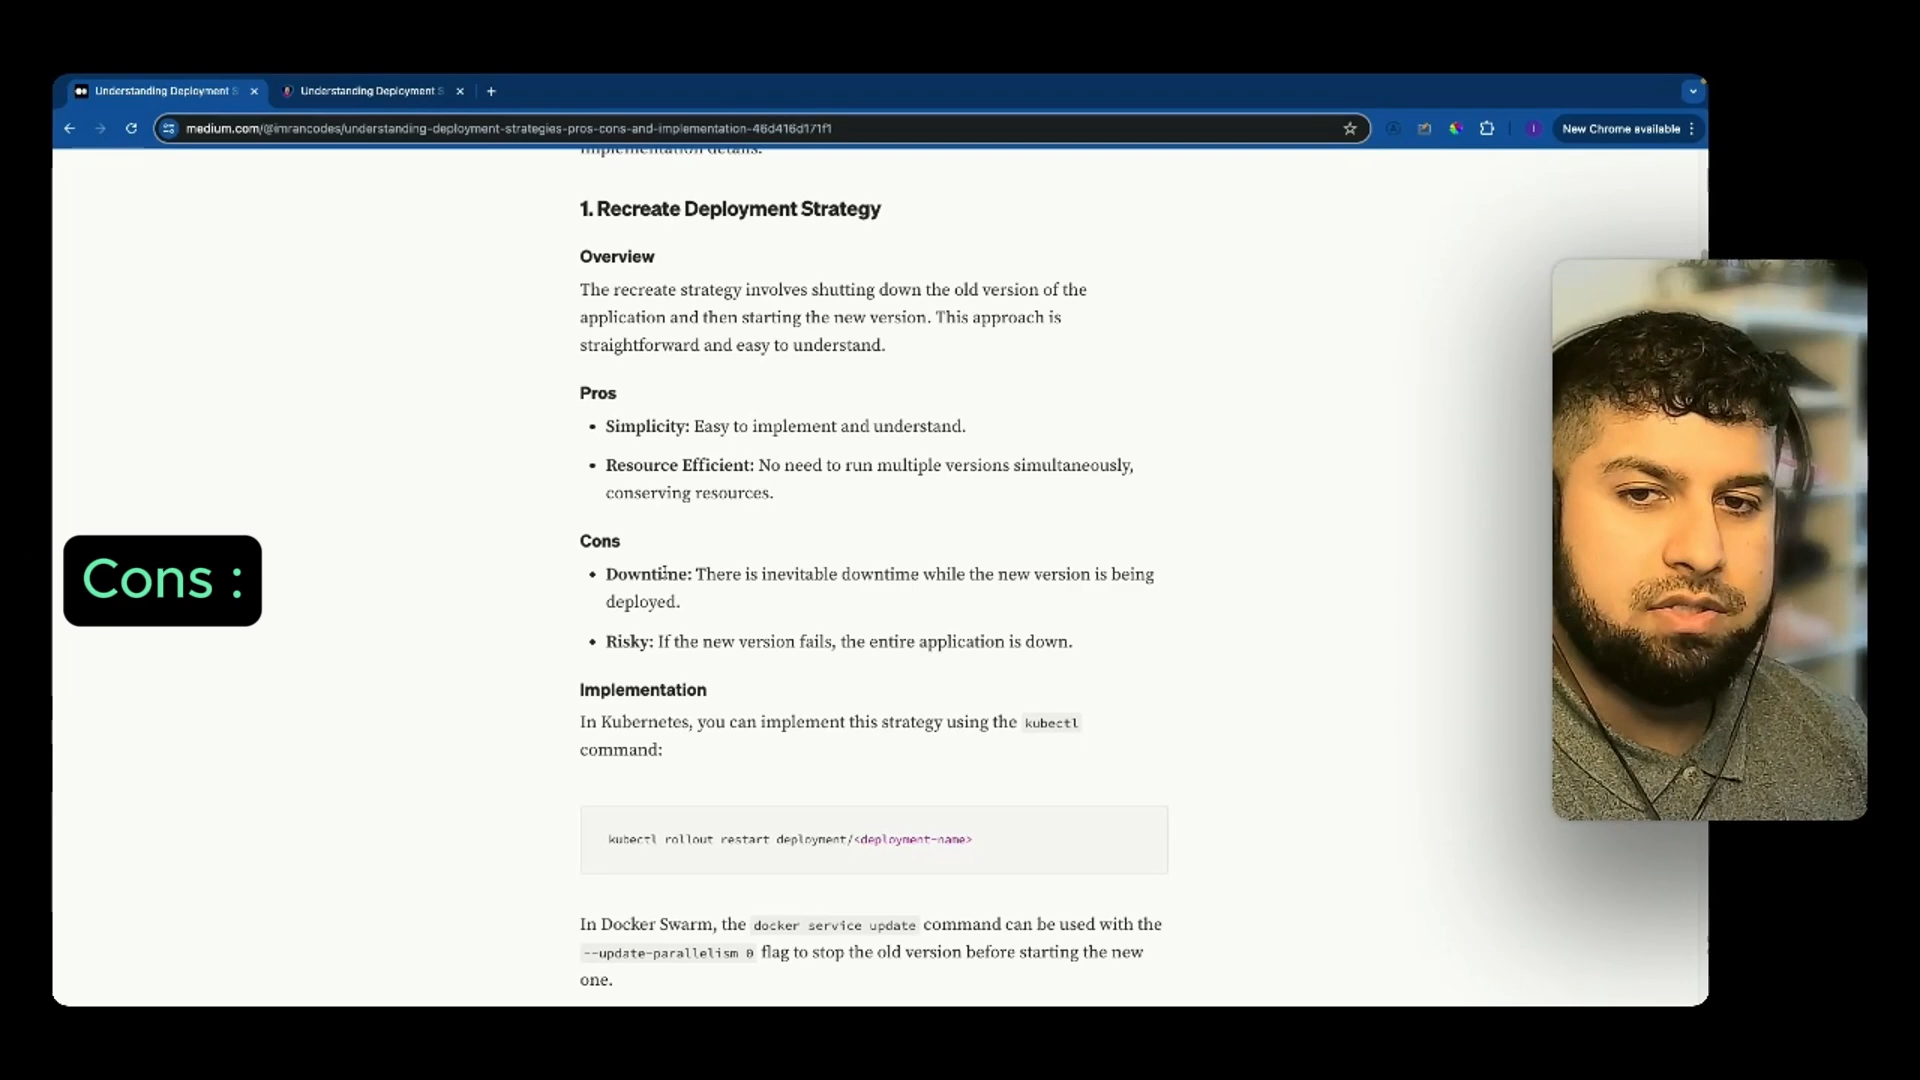 Understanding Deployment S
Understanding Deployment S
medium.com/@imrancodes/understanding-deployment-strategies-pros-cons-and-implementation-46d416d171f1
New Chrome available
implementation details.
1. Recreate Deployment Strategy
Overview
The recreate strategy involves shutting down the old version of the
application and then starting the new version. This approach is
straightforward and easy to understand.
Pros
• Simplicity: Easy to implement and understand.
• Resource Efficient: No need to run multiple versions simultaneously,
conserving resources.
Cons :
Cons
• Downtime: There is inevitable downtime while the new version is being
deployed.
• Risky: If the new version fails, the entire application is down.
Implementation
In Kubernetes, you can implement this strategy using the kubectl
command:
kubectl rollout restart deployment/<deployment-name>
In Docker Swarm, the docker service update command can be used with the
--update-parallelism 0 flag to stop the old version before starting the new
one.